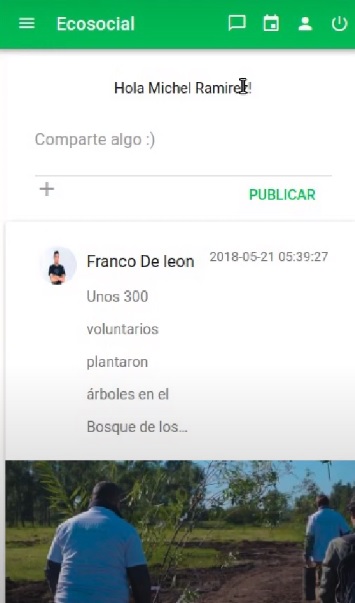 Ecosocial
Hola Michel Ramirez!
Comparte algo :)
PUBLICAR
Franco De leon 2018-05-21 05:39:27
Unos 300
voluntarios
plantaron
árboles en el
Bosque de los...